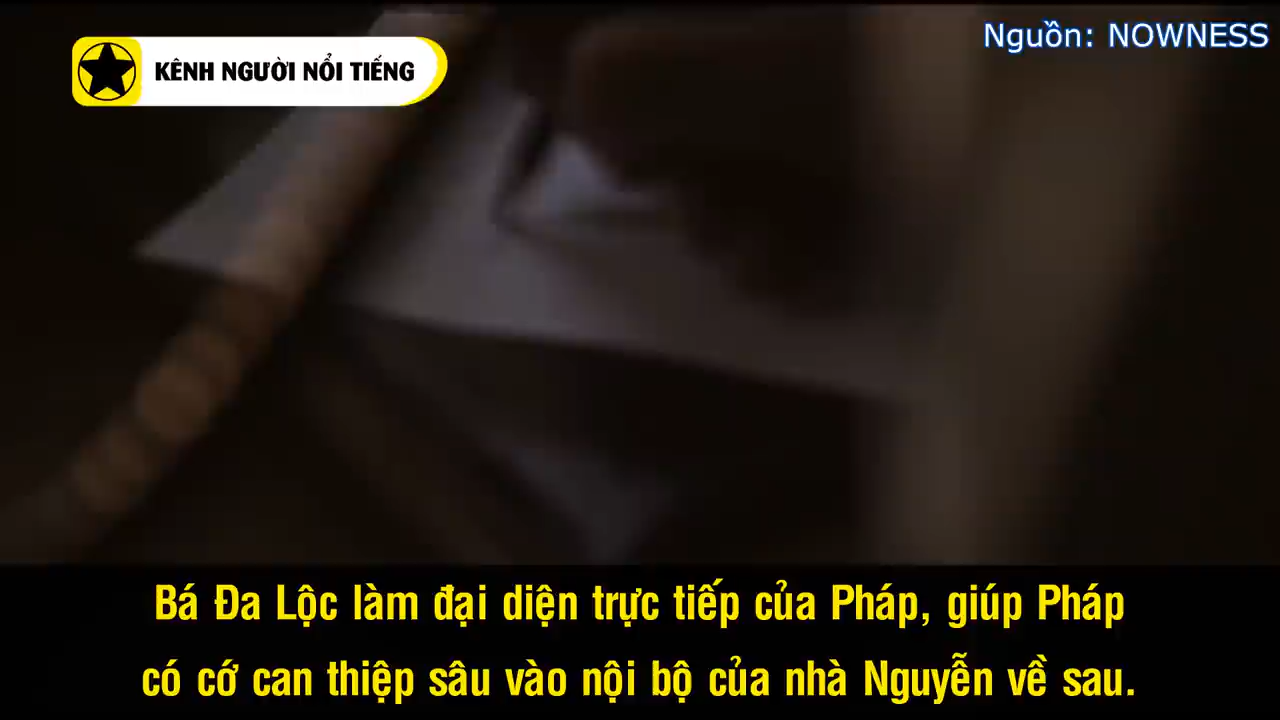 Nguồn: NOWNESS
KÊNH NGƯỜI NỔI TIẾNG
Bá Đa Lộc làm đại diện trực tiếp của Pháp, giúp Pháp
có cớ can thiệp sâu vào nội bộ của nhà Nguyễn về sau.